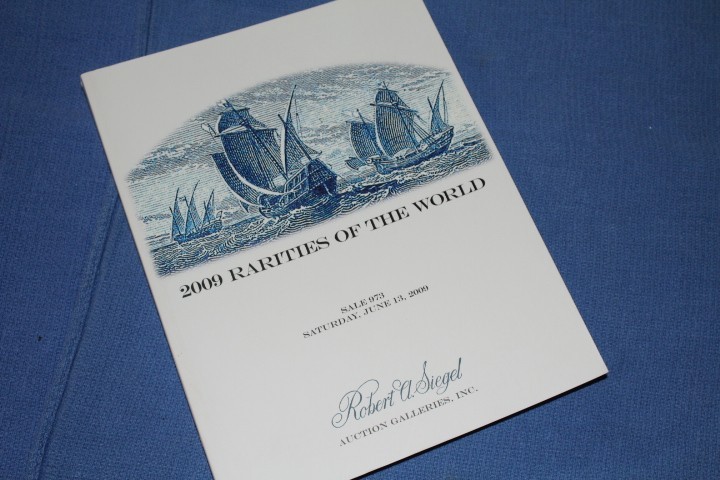 2009 RARITIES OF THE WORLD
SALE 973
SATURDAY, JUNE 13, 2009
Robert A. Siegel
AUCTION GALLERIES, INC.